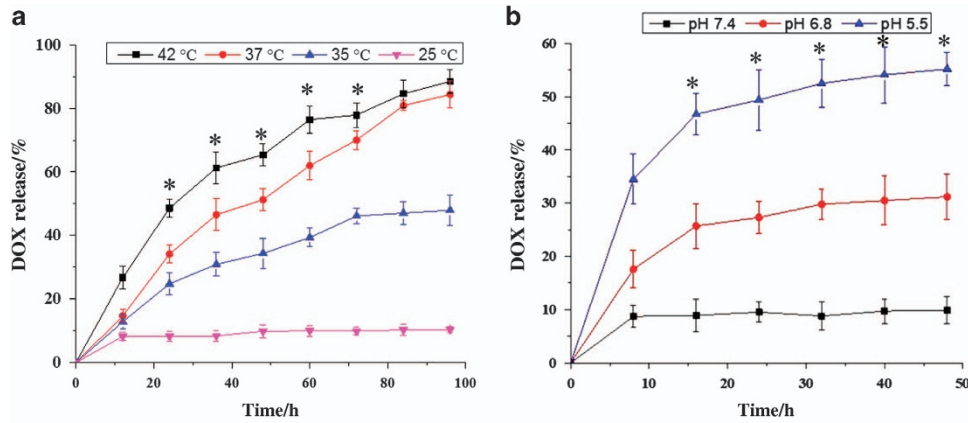 a
42 °C 37 °C 35 °C 25 °C
100
80
60
40
20
0
DOX release/%
* * * * *
0 20 40 60 80 100
Time/h
b
pH 7.4 pH 6.8 pH 5.5
60
50
40
30
20
10
0
DOX release/%
* * * * *
0 10 20 30 40 50
Time/h